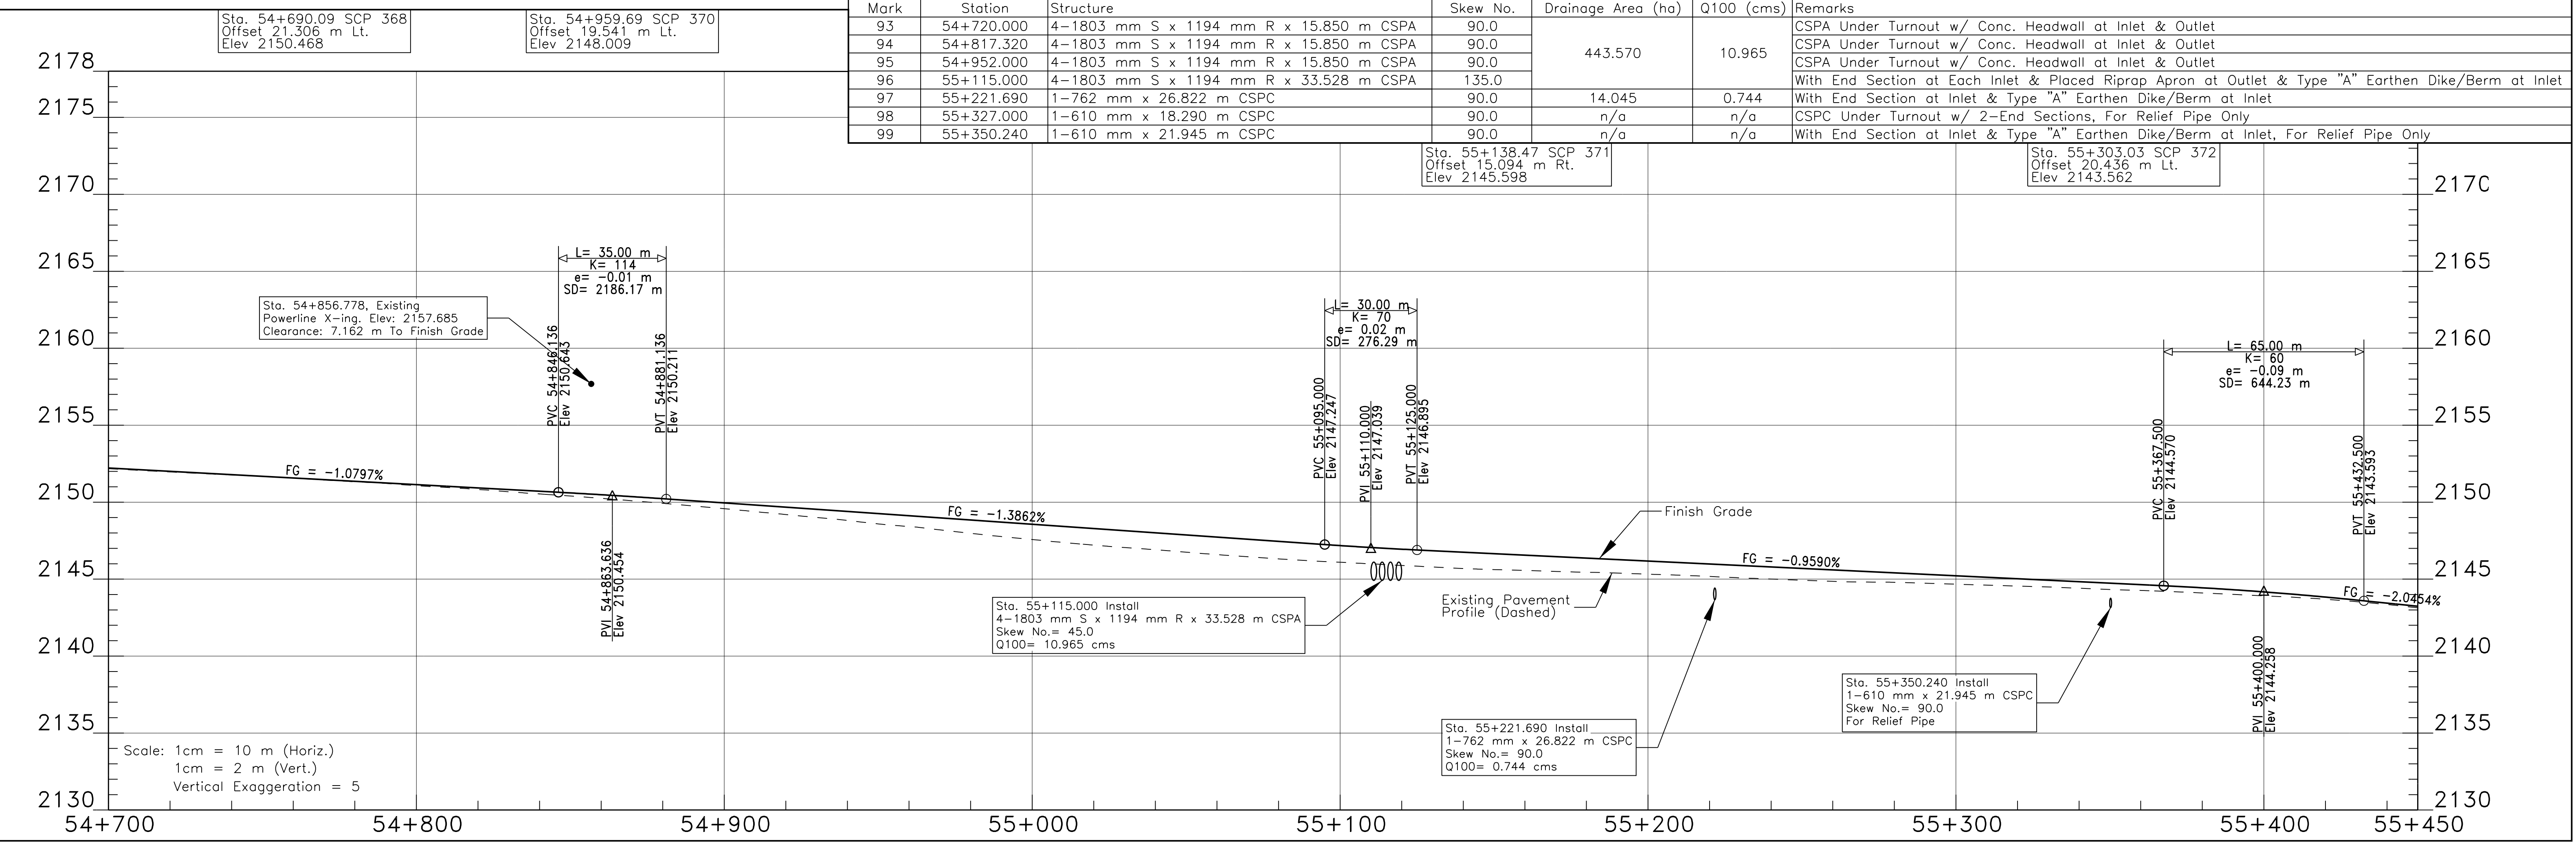 Sta. 54+690.09 SCP 368
Offset 21.306 m Lt.
Elev 2150.468
Sta. 54+959.69 SCP 370
Offset 19.541 m Lt.
Elev 2148.009
Mark Station Structure Skew No. Drainage Area (ha) Q100 (cms) Remarks
93 54+720.000 4-1803 mm S x 1194 mm R x 15.850 m CSPA 90.0 CSPA Under Turnout w/ Conc. Headwall at Inlet & Outlet
94 54+817.320 4-1803 mm S x 1194 mm R x 15.850 m CSPA 90.0 CSPA Under Turnout w/ Conc. Headwall at Inlet & Outlet
443.570 10.965
95 54+952.000 4-1803 mm S x 1194 mm R x 15.850 m CSPA 90.0 CSPA Under Turnout w/ Conc. Headwall at Inlet & Outlet
96 55+115.000 4-1803 mm S x 1194 mm R x 33.528 m CSPA 135.0 With End Section at Each Inlet & Placed Riprap Apron at Outlet & Type "A" Earthen Dike/Berm at Inlet
97 55+221.690 1-762 mm x 26.822 m CSPC 90.0 14.045 0.744 With End Section at Inlet & Type "A" Earthen Dike/Berm at Inlet
98 55+327.000 1-610 mm x 18.290 m CSPC 90.0 n/a n/a CSPC Under Turnout w/ 2-End Sections, For Relief Pipe Only
99 55+350.240 1-610 mm x 21.945 m CSPC 90.0 n/a n/a With End Section at Inlet & Type "A" Earthen Dike/Berm at Inlet, For Relief Pipe Only
Sta. 55+138.47 SCP 371
Offset 15.094 m Rt.
Elev 2145.598
Sta. 55+303.03 SCP 372
Offset 20.436 m Lt.
Elev 2143.562
2178
2175
2170
2165
2160
2155
2150
2145
2140
2135
2130
L= 35.00 m
K= 114
e= -0.01 m
SD= 2186.17 m
Sta. 54+856.778, Existing
Powerline X-ing. Elev: 2157.685
Clearance: 7.162 m To Finish Grade
PVC 54+846.136
Elev 2150.643
PVT 54+881.136
Elev 2150.211
PVI 54+863.636
Elev 2150.454
FG = -1.0797%
FG = -1.3862%
L= 30.00 m
K= 70
e= 0.02 m
SD= 276.29 m
PVC 55+095.000
Elev 2147.247
PVI 55+110.000
Elev 2147.039
PVT 55+125.000
Elev 2146.895
Finish Grade
FG = -0.9590%
Existing Pavement
Profile (Dashed)
Sta. 55+115.000 Install
4-1803 mm S x 1194 mm R x 33.528 m CSPA
Skew No.= 45.0
Q100= 10.965 cms
Sta. 55+221.690 Install
1-762 mm x 26.822 m CSPC
Skew No.= 90.0
Q100= 0.744 cms
Sta. 55+350.240 Install
1-610 mm x 21.945 m CSPC
Skew No.= 90.0
For Relief Pipe
L= 65.00 m
K= 60
e= -0.09 m
SD= 644.23 m
PVC 55+367.500
Elev 2144.570
PVT 55+432.500
Elev 2143.593
PVI 55+400.000
Elev 2144.258
FG = -2.0454%
2170
2165
2160
2155
2150
2145
2140
2135
2130
Scale: 1cm = 10 m (Horiz.)
1cm = 2 m (Vert.)
Vertical Exaggeration = 5
54+700 54+800 54+900 55+000 55+100 55+200 55+300 55+400 55+450